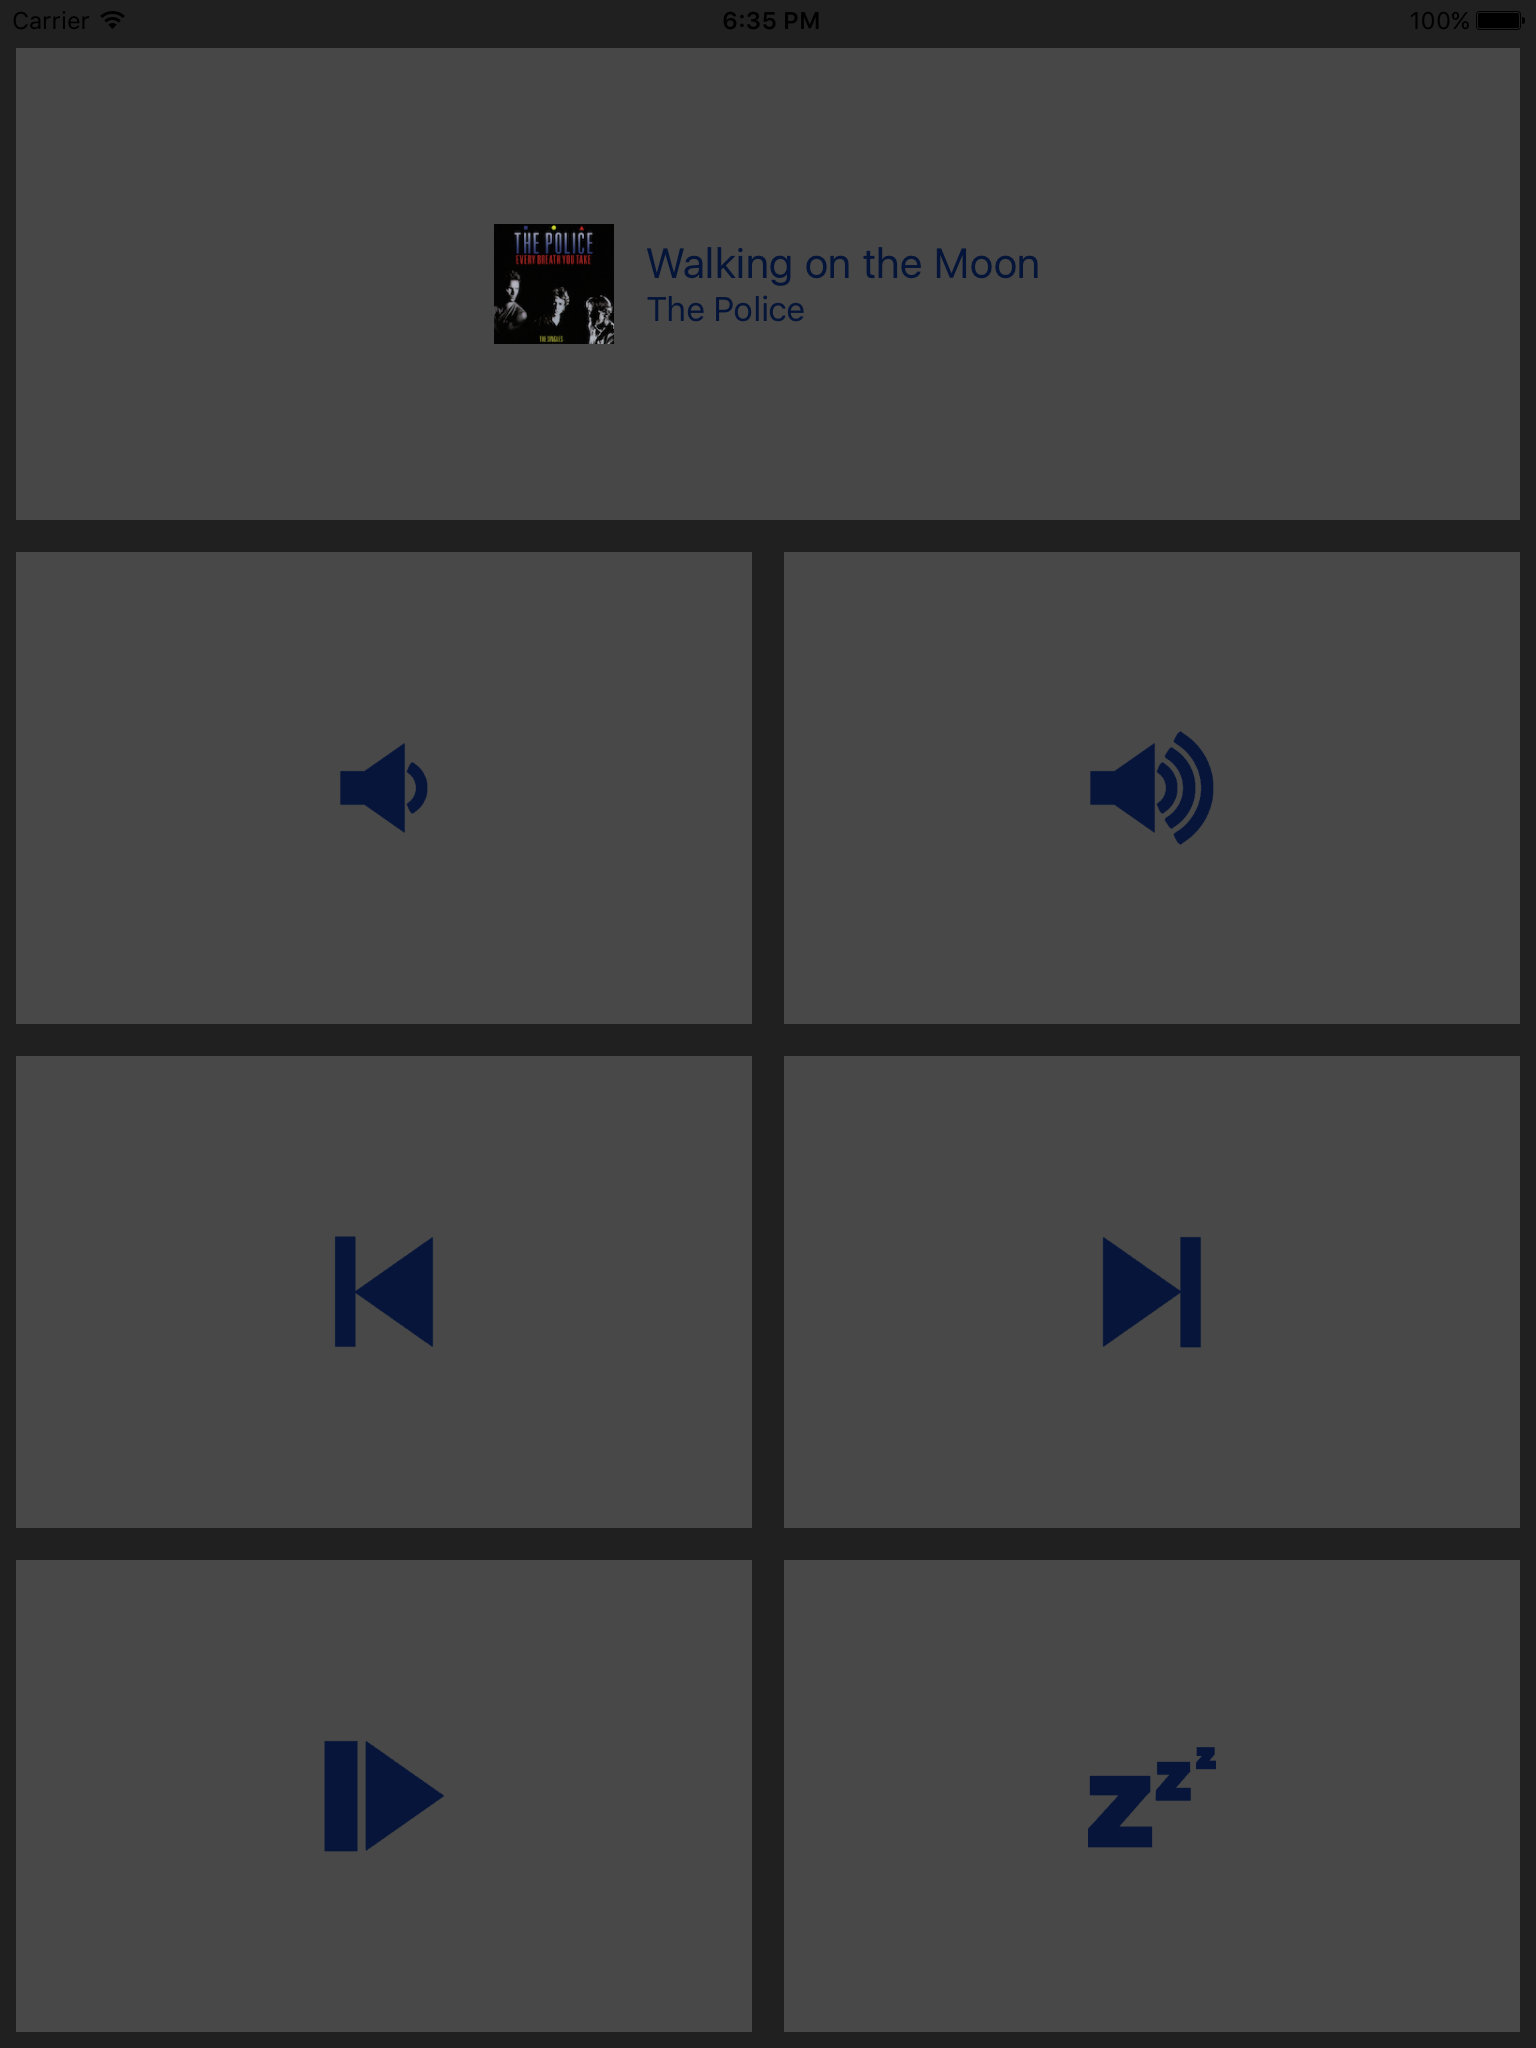 Carrier
6:35 PM
100%
THE POLICE
EVERY BREATH YOU TAKE
THE SINGLES
Walking on the Moon
The Police
z z z